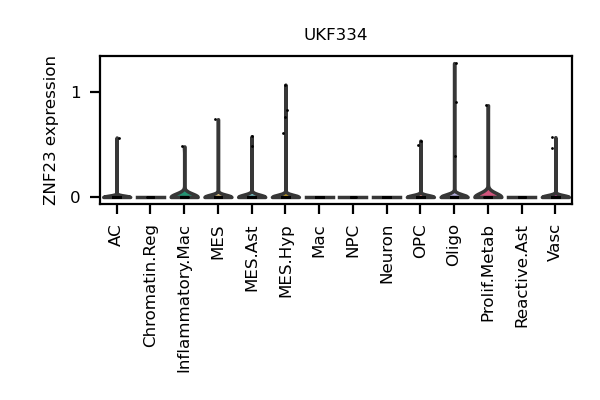 UKF334
ZNF23 expression
1
0
AC
Chromatin.Reg
Inflammatory.Mac
MES
MES.Ast
MES.Hyp
Mac
NPC
Neuron
OPC
Oligo
Prolif.Metab
Reactive.Ast
Vasc